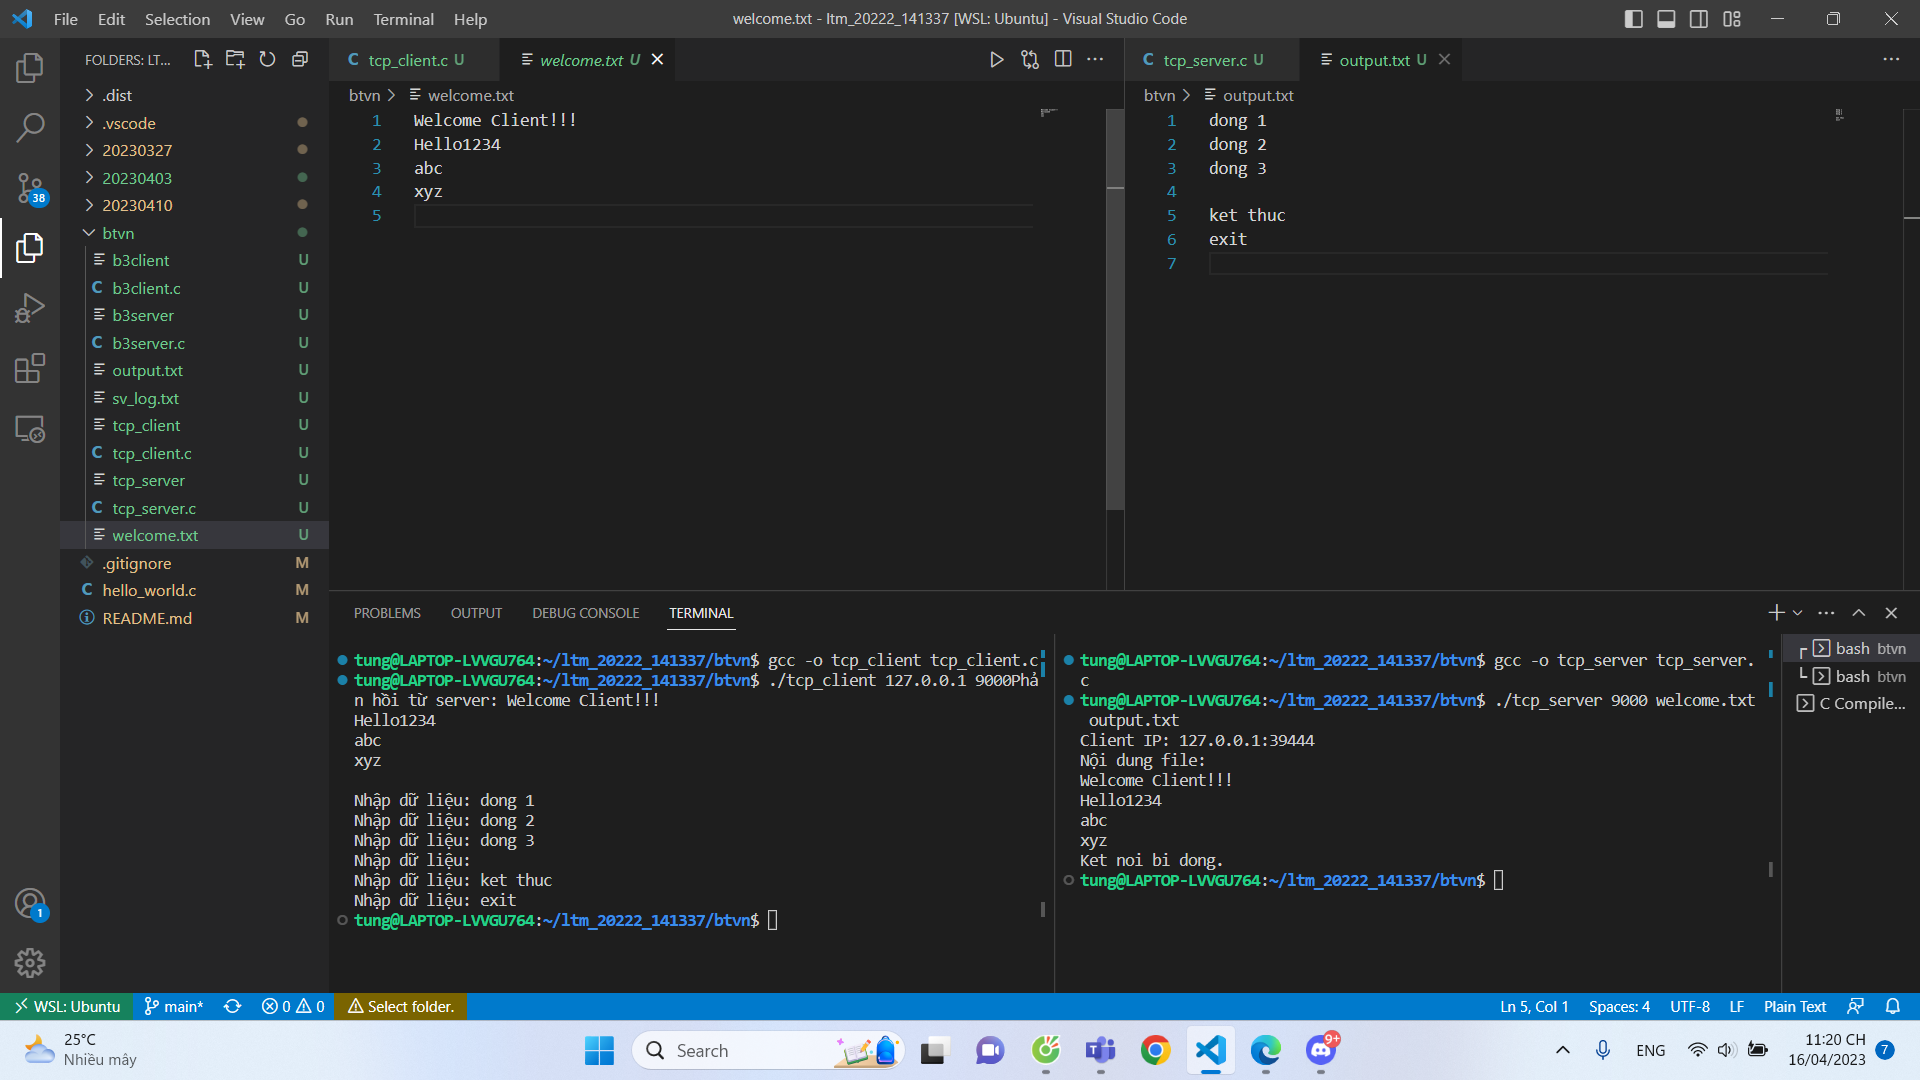 File Edit Selection View Go Run Terminal Help
welcome.txt - ltm_20222_141337 [WSL: Ubuntu] - Visual Studio Code
FOLDERS: LT...
.dist
.vscode
20230327
20230403
20230410
btvn
b3client U
C b3client.c U
b3server U
C b3server.c U
output.txt U
sv_log.txt U
tcp_client U
C tcp_client.c U
tcp_server U
C tcp_server.c U
welcome.txt U
.gitignore M
C hello_world.c M
README.md M
38
1
C tcp_client.c U
welcome.txt U
btvn > welcome.txt
1 Welcome Client!!!
2 Hello1234
3 abc
4 xyz
5
C tcp_server.c U
output.txt U
btvn > output.txt
1 dong 1
2 dong 2
3 dong 3
4
5 ket thuc
6 exit
7
PROBLEMS OUTPUT DEBUG CONSOLE TERMINAL
tung@LAPTOP-LVVGU764:~/ltm_20222_141337/btvn$ gcc -o tcp_client tcp_client.c
tung@LAPTOP-LVVGU764:~/ltm_20222_141337/btvn$ ./tcp_client 127.0.0.1 9000Phả
n hồi từ server: Welcome Client!!!
Hello1234
abc
xyz
Nhập dữ liệu: dong 1
Nhập dữ liệu: dong 2
Nhập dữ liệu: dong 3
Nhập dữ liệu:
Nhập dữ liệu: ket thuc
Nhập dữ liệu: exit
tung@LAPTOP-LVVGU764:~/ltm_20222_141337/btvn$
tung@LAPTOP-LVVGU764:~/ltm_20222_141337/btvn$ gcc -o tcp_server tcp_server.
c
tung@LAPTOP-LVVGU764:~/ltm_20222_141337/btvn$ ./tcp_server 9000 welcome.txt
output.txt
Client IP: 127.0.0.1:39444
Nội dung file:
Welcome Client!!!
Hello1234
abc
xyz
Ket noi bi dong.
tung@LAPTOP-LVVGU764:~/ltm_20222_141337/btvn$
bash btvn
bash btvn
C Compile...
WSL: Ubuntu main* 0 0 Select folder.
Ln 5, Col 1 Spaces: 4 UTF-8 LF Plain Text
25°C
Nhiều mây
Search
9+
ENG
11:20 CH
16/04/2023
7